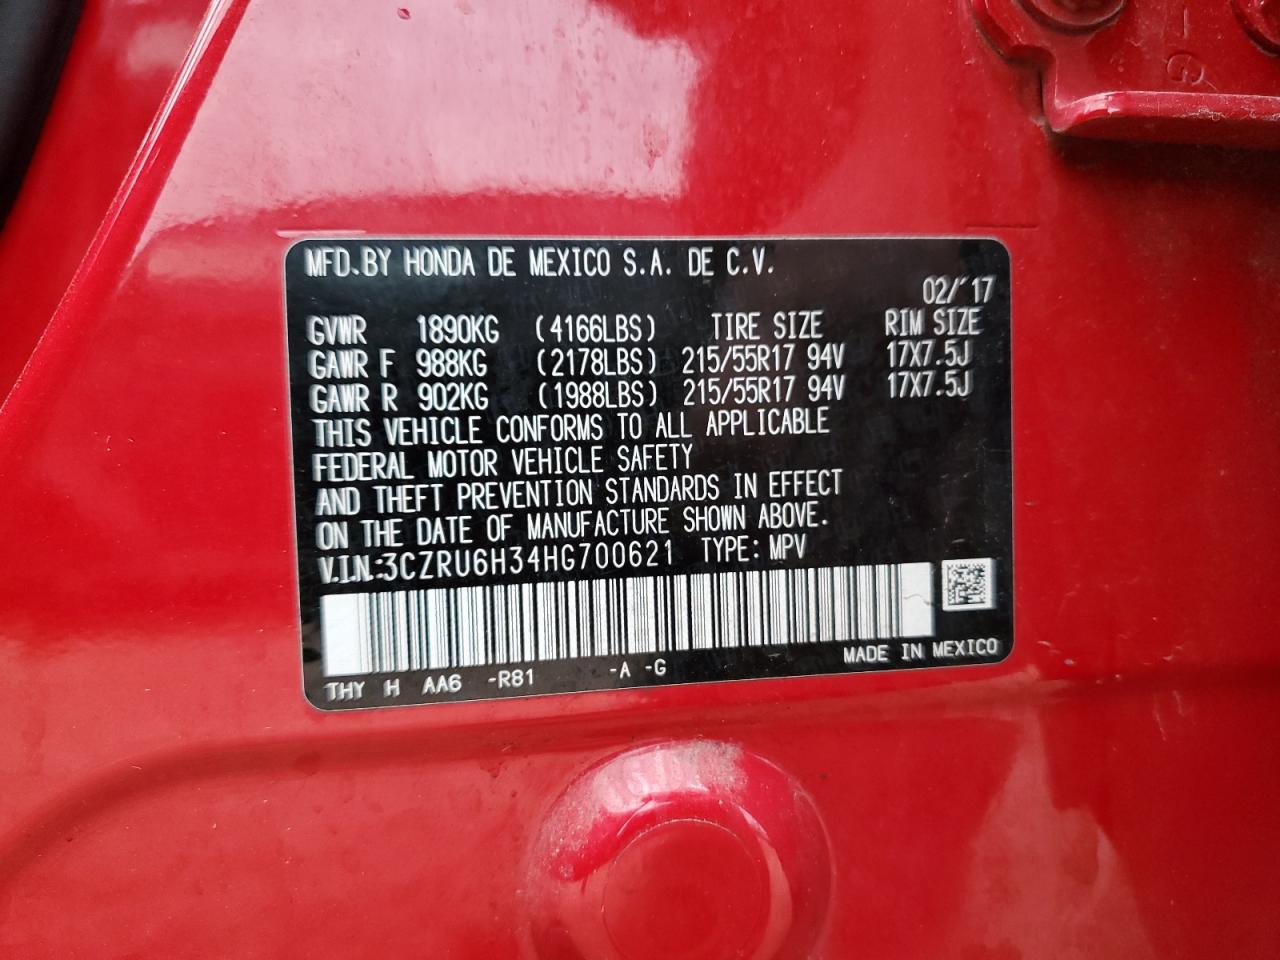 MFD.BY HONDA DE MEXICO S.A. DE C.V.
02/'17
GVWR 1890KG (4166LBS) TIRE SIZE RIM SIZE
GAWR F 988KG (2178LBS) 215/55R17 94V 17X7.5J
GAWR R 902KG (1988LBS) 215/55R17 94V 17X7.5J
THIS VEHICLE CONFORMS TO ALL APPLICABLE
FEDERAL MOTOR VEHICLE SAFETY
AND THEFT PREVENTION STANDARDS IN EFFECT
ON THE DATE OF MANUFACTURE SHOWN ABOVE.
V.I.N.:3CZRU6H34HG700621 TYPE: MPV
MADE IN MEXICO
THY H AA6 -R81 -A -G